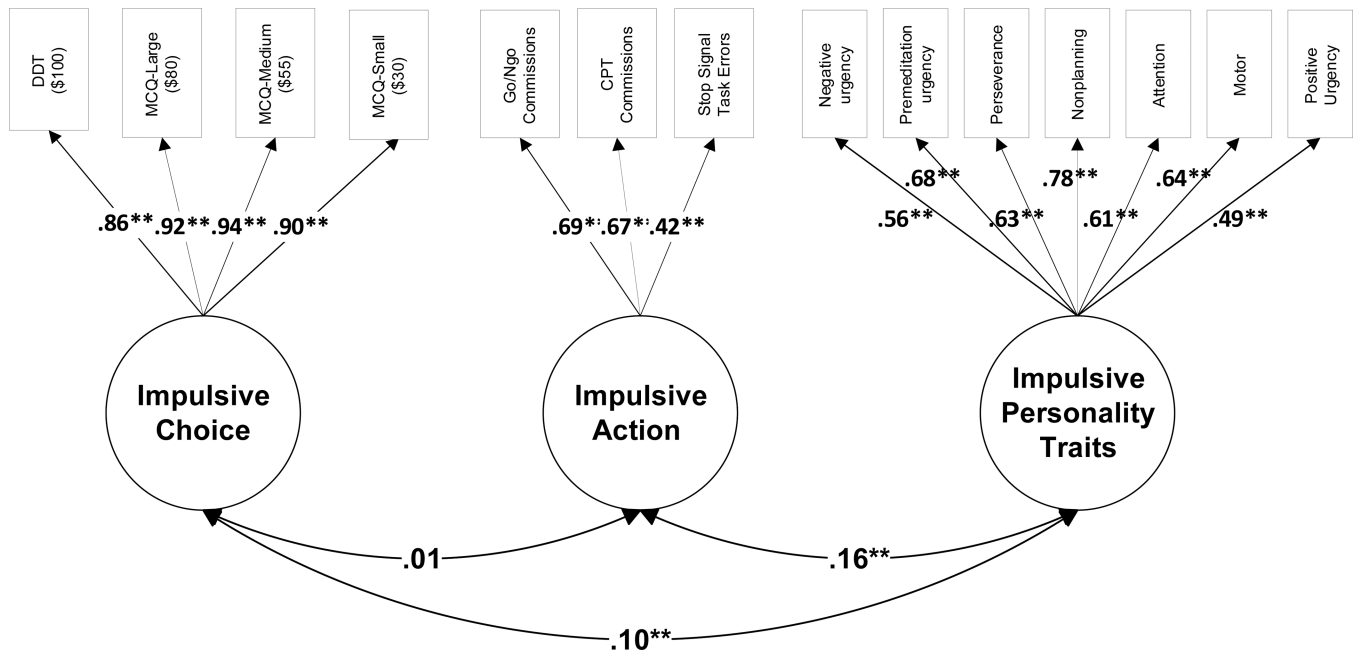 DDT
($100)
MCQ-Large
($80)
MCQ-Medium
($55)
MCQ-Small
($30)
Go/Ngo
Commissions
CPT
Commissions
Stop Signal
Task Errors
Negative
urgency
Premeditation
urgency
Perseverance
Nonplanning
Attention
Motor
Positive
Urgency
.86**
.92**
.94**
.90**
.69**
.67**
.42**
.68**
.78**
.64**
.56**
.63**
.61**
.49**
Impulsive
Choice
Impulsive
Action
Impulsive
Personality
Traits
.01
.16**
.10**